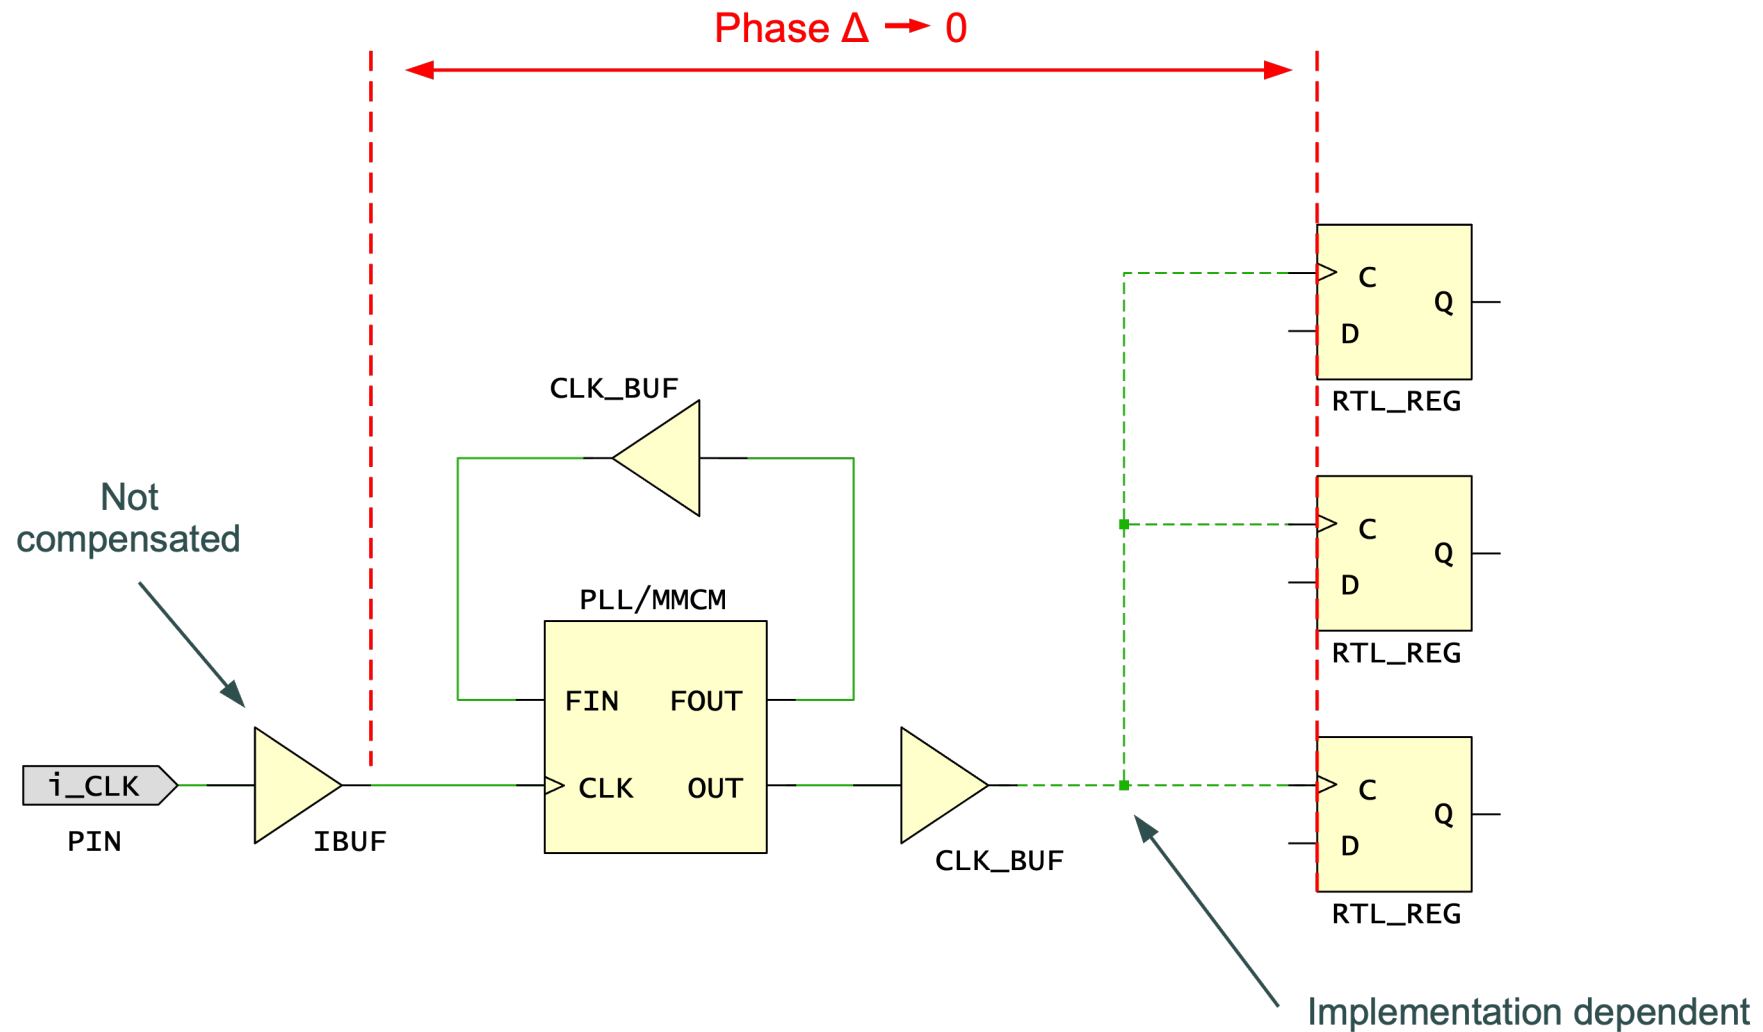 Phase Δ → 0
C
Q
D
RTL_REG
CLK_BUF
Not
compensated
C
Q
D
RTL_REG
PLL/MMCM
FIN FOUT
CLK OUT
i_CLK
PIN
IBUF
CLK_BUF
C
Q
D
RTL_REG
Implementation dependent